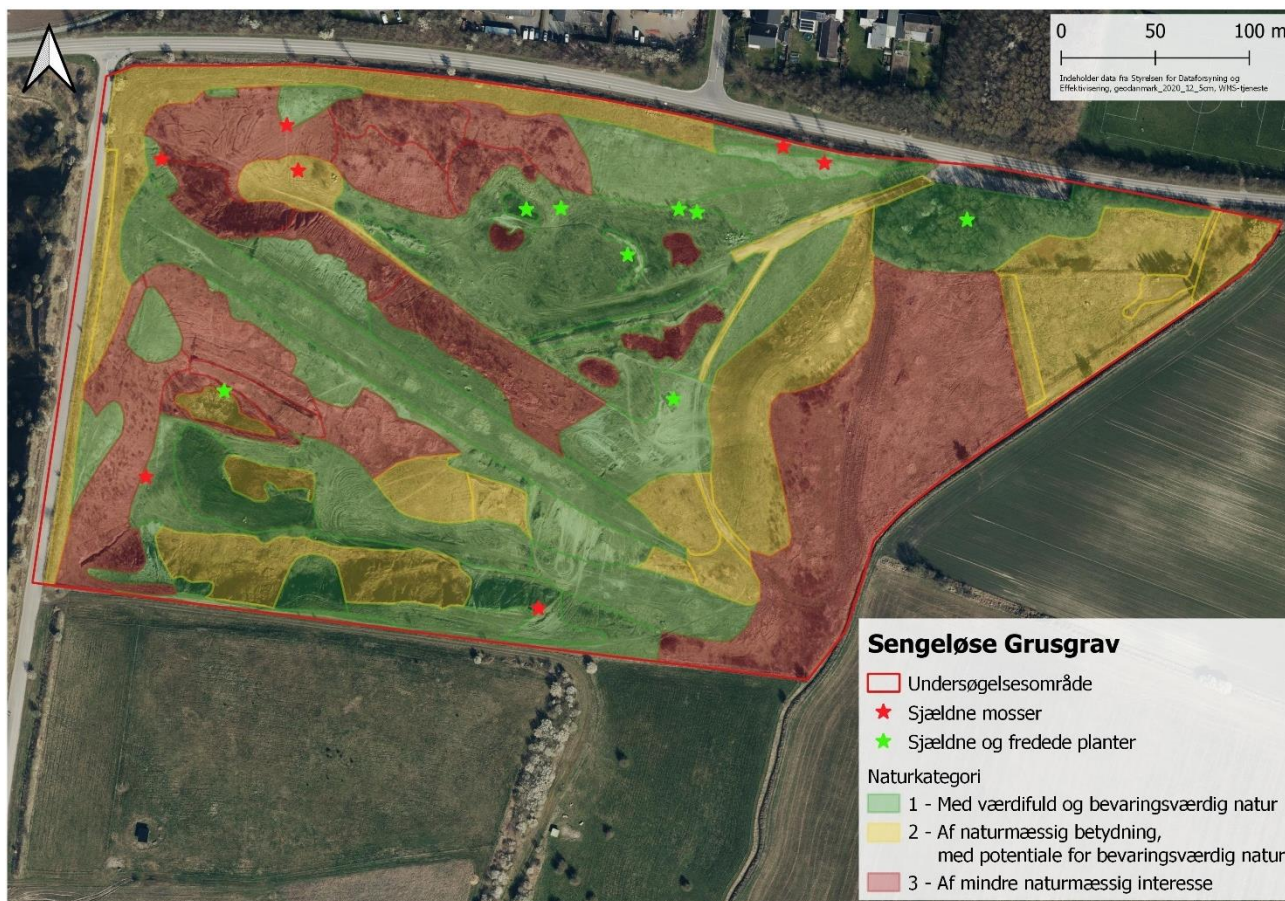 0 50 100 m
Indeholder data fra Styrelsen for Dataforsyning og
Effektivisering, geodanmark_2020_12_5cm, WMS-tjeneste
Sengeløse Grusgrav
Undersøgelsesområde
Sjældne mosser
Sjældne og fredede planter
Naturkategori
1 - Med værdifuld og bevaringsværdig natur
2 - Af naturmæssig betydning,
med potentiale for bevaringsværdig natur
3 - Af mindre naturmæssig interesse